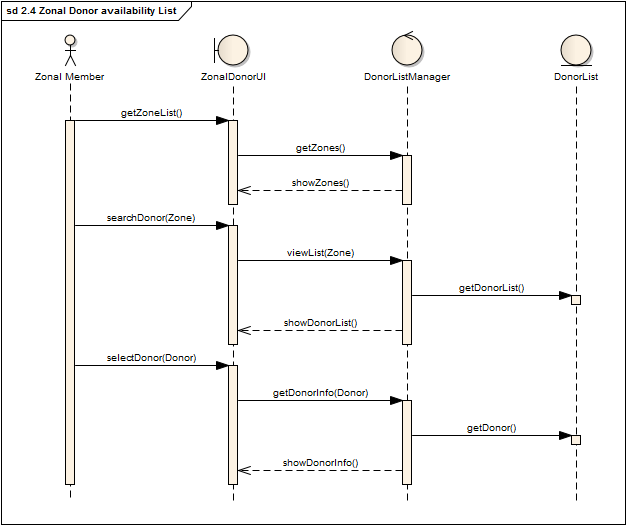 sd 2.4 Zonal Donor availability List
Zonal Member
ZonalDonorUI
DonorListManager
DonorList
getZoneList()
getZones()
showZones()
searchDonor(Zone)
viewList(Zone)
getDonorList()
showDonorList()
selectDonor(Donor)
getDonorInfo(Donor)
getDonor()
showDonorInfo()